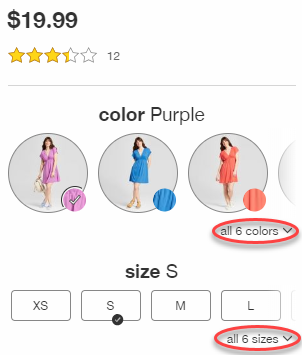 $19.99
12
color Purple
all 6 colors
size S
XS S M L
all 6 sizes